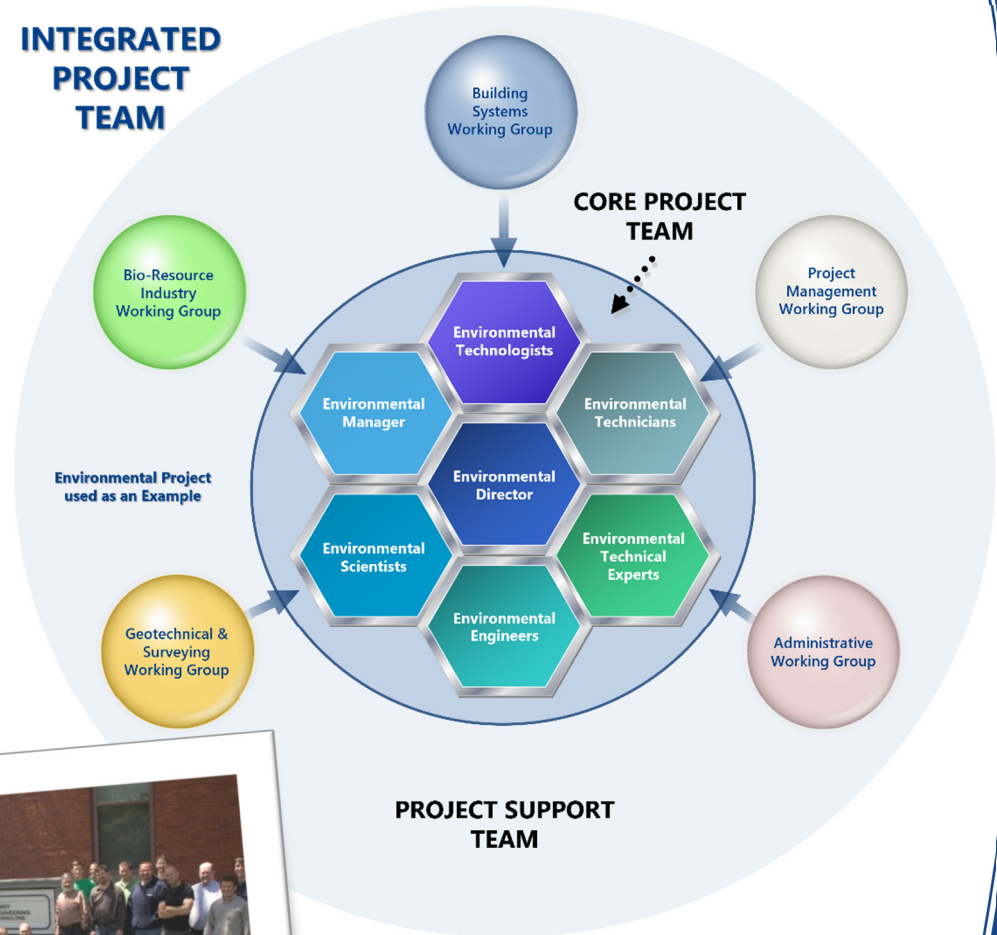 INTEGRATED
PROJECT
TEAM
Building
Systems
Working Group
CORE PROJECT
TEAM
Bio-Resource
Industry
Working Group
Project
Management
Working Group
Environmental
Technologists
Environmental
Manager
Environmental
Technicians
Environmental
Director
Environmental Project
used as an Example
Environmental
Scientists
Environmental
Technical
Experts
Environmental
Engineers
Geotechnical &
Surveying
Working Group
Administrative
Working Group
PROJECT SUPPORT
TEAM